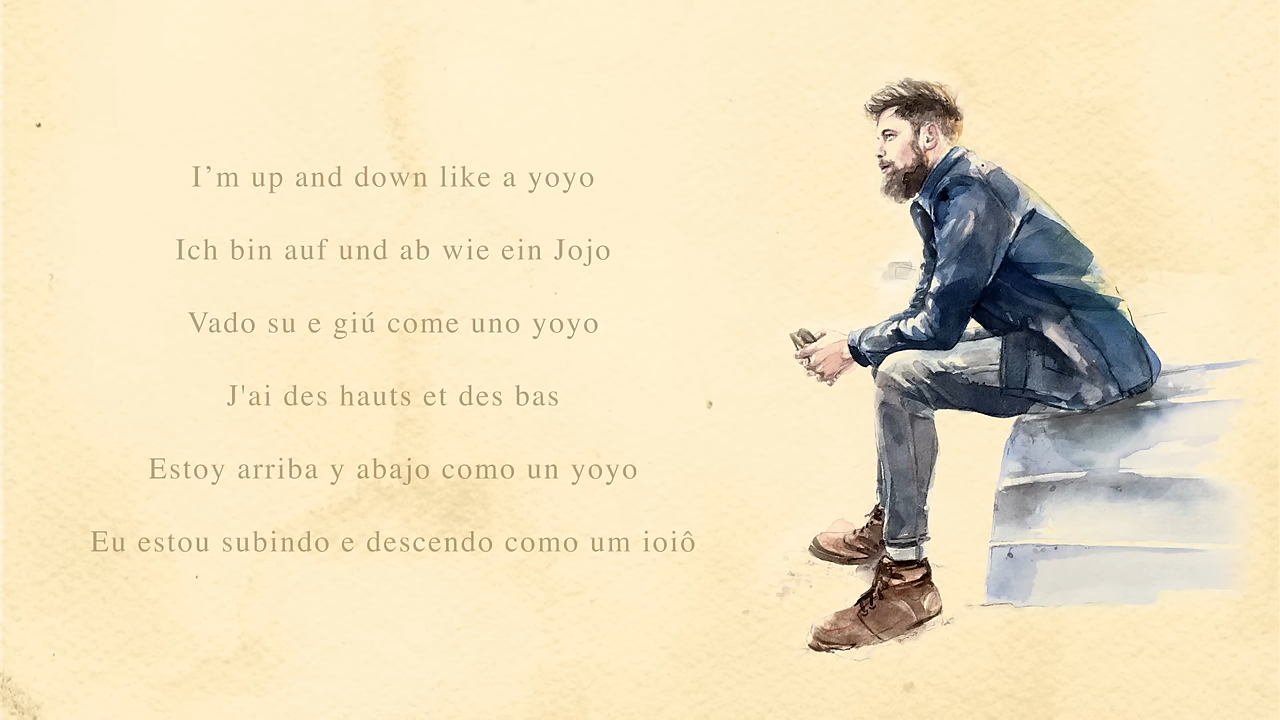 I’m up and down like a yoyo
Ich bin auf und ab wie ein Jojo
Vado su e giú come uno yoyo
J'ai des hauts et des bas
Estoy arriba y abajo como un yoyo
Eu estou subindo e descendo como um ioiô